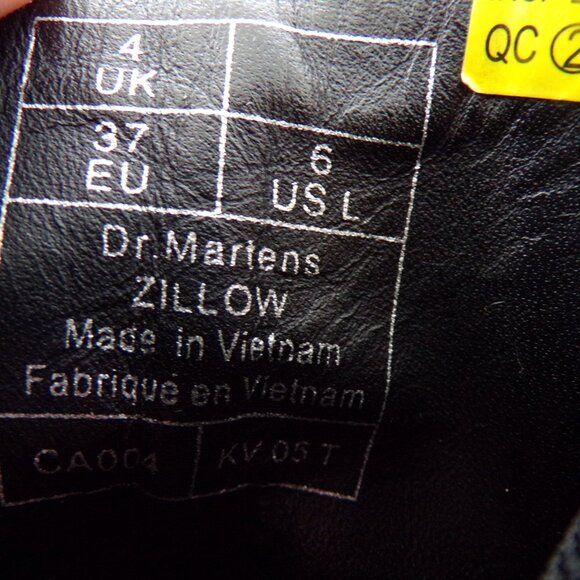 QC 2
4
UK
37
EU
6
US L
Dr. Martens
ZILLOW
Made in Vietnam
Fabriqué en Vietnam
CA004
KV 05 T